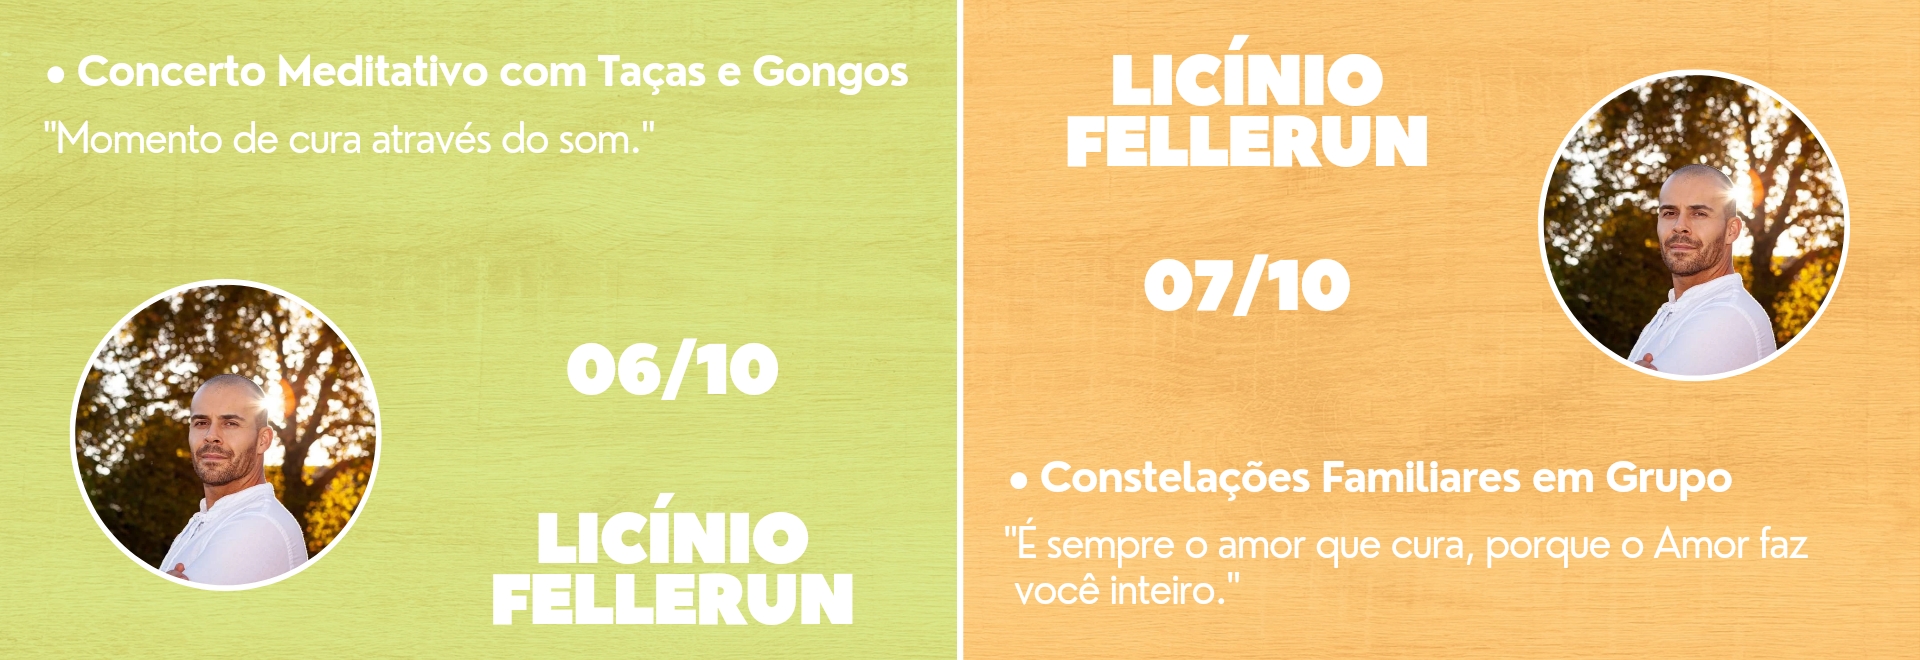 • Concerto Meditativo com Taças e Gongos
"Momento de cura através do som."
06/10
LICÍNIO
FELLERUN
LICÍNIO
FELLERUN
07/10
• Constelações Familiares em Grupo
"É sempre o amor que cura, porque o Amor faz
você inteiro."